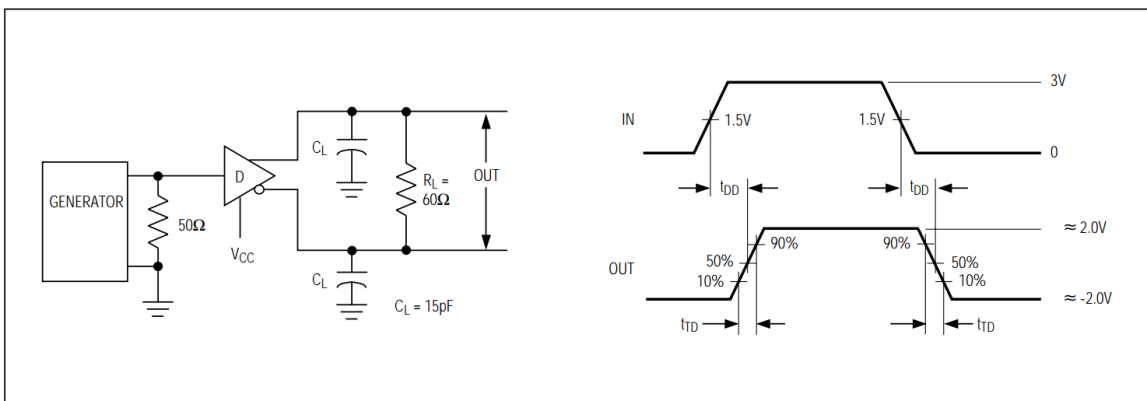 GENERATOR
50Ω
D
VCC
CL
CL
RL =
60Ω
OUT
CL = 15pF
IN
1.5V
1.5V
3V
0
tDD
tDD
OUT
90%
50%
10%
90%
50%
10%
≈ 2.0V
≈ -2.0V
tTD
tTD